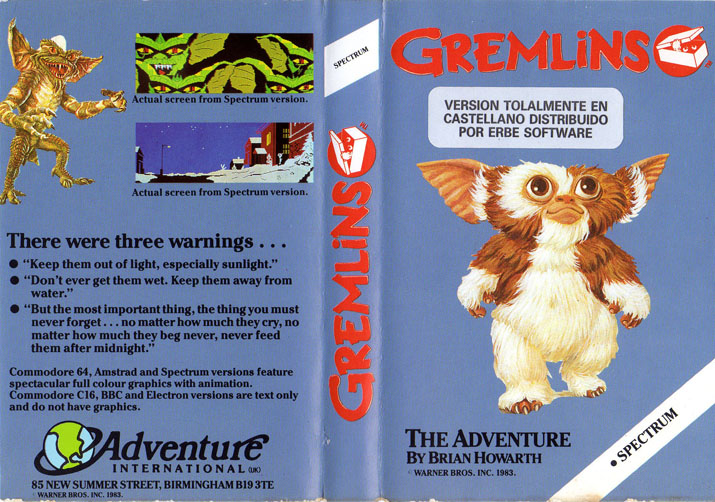 Actual screen from Spectrum version.
Actual screen from Spectrum version.
There were three warnings . . .
● “Keep them out of light, especially sunlight.”
● “Don't ever get them wet. Keep them away from
water.”
● “But the most important thing, the thing you must
never forget . . . no matter how much they cry, no
matter how much they beg never, never feed
them after midnight.”
Commodore 64, Amstrad and Spectrum versions feature
spectacular full colour graphics with animation.
Commodore C16, BBC and Electron versions are text only
and do not have graphics.
Adventure
INTERNATIONAL (UK)
85 NEW SUMMER STREET, BIRMINGHAM B19 3TE
© WARNER BROS. INC. 1983.
SPECTRUM
GREMLiNS
GREMLiNS
VERSION TOLALMENTE EN
CASTELLANO DISTRIBUIDO
POR ERBE SOFTWARE
THE ADVENTURE
BY BRIAN HOWARTH
© WARNER BROS. INC. 1983.
• SPECTRUM